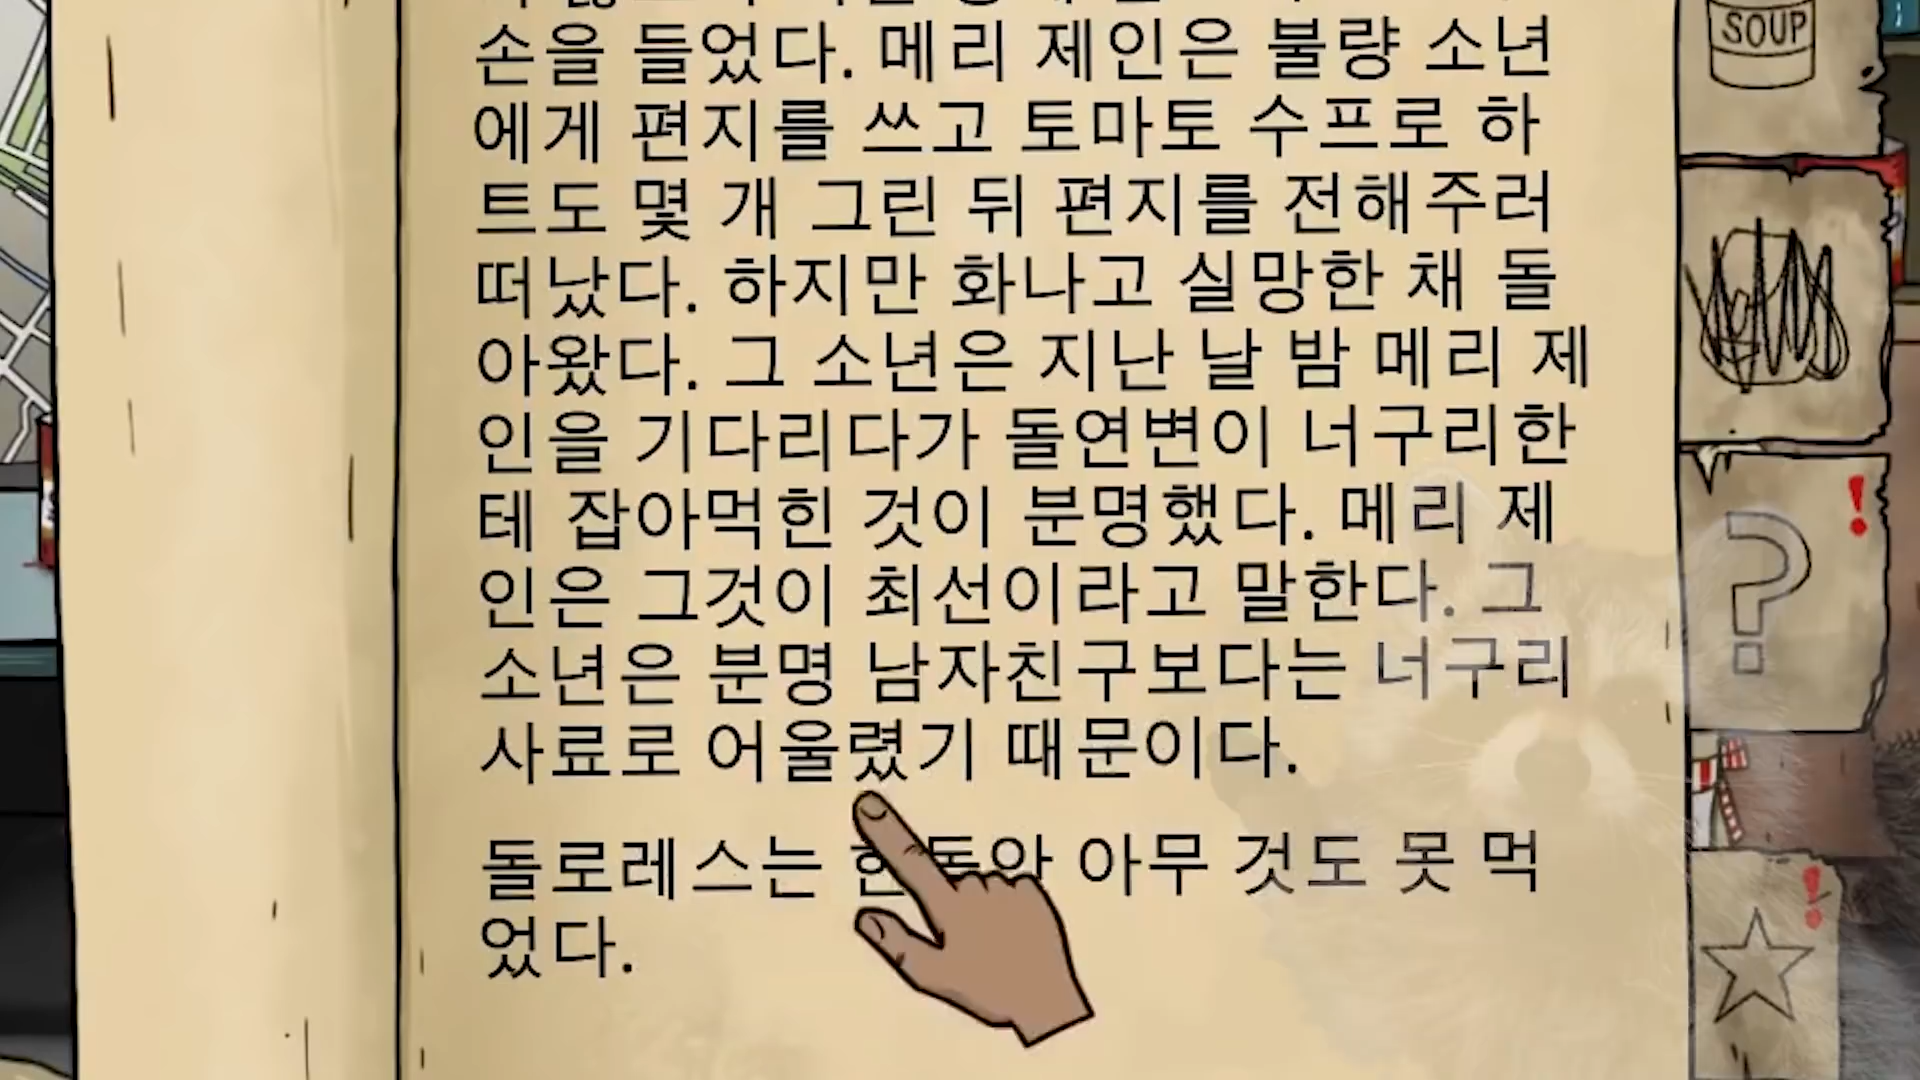 손을 들었다. 메리 제인은 불량 소년
에게 편지를 쓰고 토마토 수프로 하
트도 몇 개 그린 뒤 편지를 전해주러
떠났다. 하지만 화나고 실망한 채 돌
아왔다. 그 소년은 지난 날 밤 메리 제
인을 기다리다가 돌연변이 너구리한
테 잡아먹힌 것이 분명했다. 메리 제
인은 그것이 최선이라고 말한다. 그
소년은 분명 남자친구보다는 너구리
사료로 어울렸기 때문이다.
돌로레스는 한동안 아무 것도 못 먹
었다.
SOUP